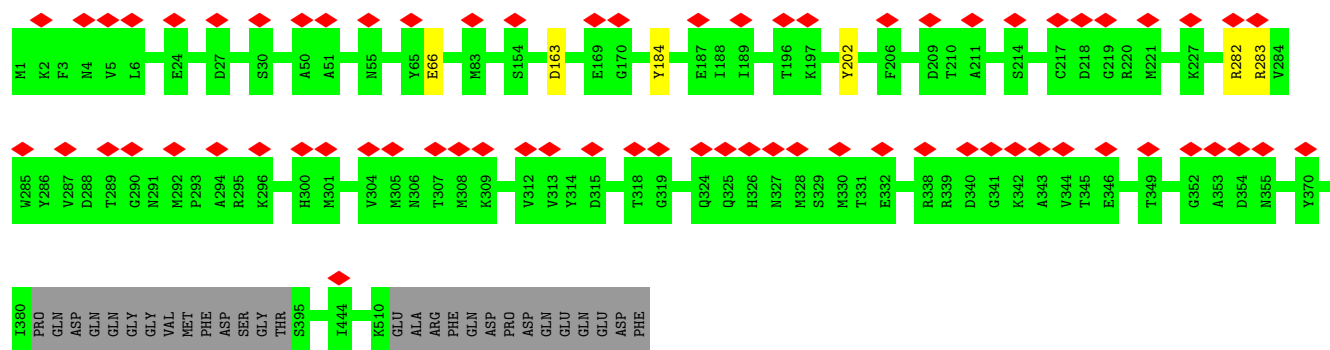 M1 K2 F3 N4 V5 L6 E24 D27 S30 A50 A51 N55 Y65 E66 M83 S154 D163 E169 G170 Y184 E187 I188 I189 T196 K197 Y202 F206 D209 T210 A211 S214 C217 D218 G219 R220 M221 K227 R282 R283 V284
W285 Y286 V287 D288 T289 G290 N291 M292 P293 A294 R295 K296 H300 M301 V304 M305 N306 T307 M308 K309 V312 V313 Y314 D315 T318 G319 Q324 Q325 H326 N327 M328 S329 M330 T331 E332 R338 R339 D340 G341 K342 A343 V344 T345 E346 T349 G352 A353 D354 N355 Y370
I380 PRO GLN ASP GLN GLN GLY GLY VAL MET PHE ASP SER GLY THR S395 I444 K510 GLU ALA ARG PHE GLN ASP PRO ASP GLN GLU GLN GLU ASP PHE